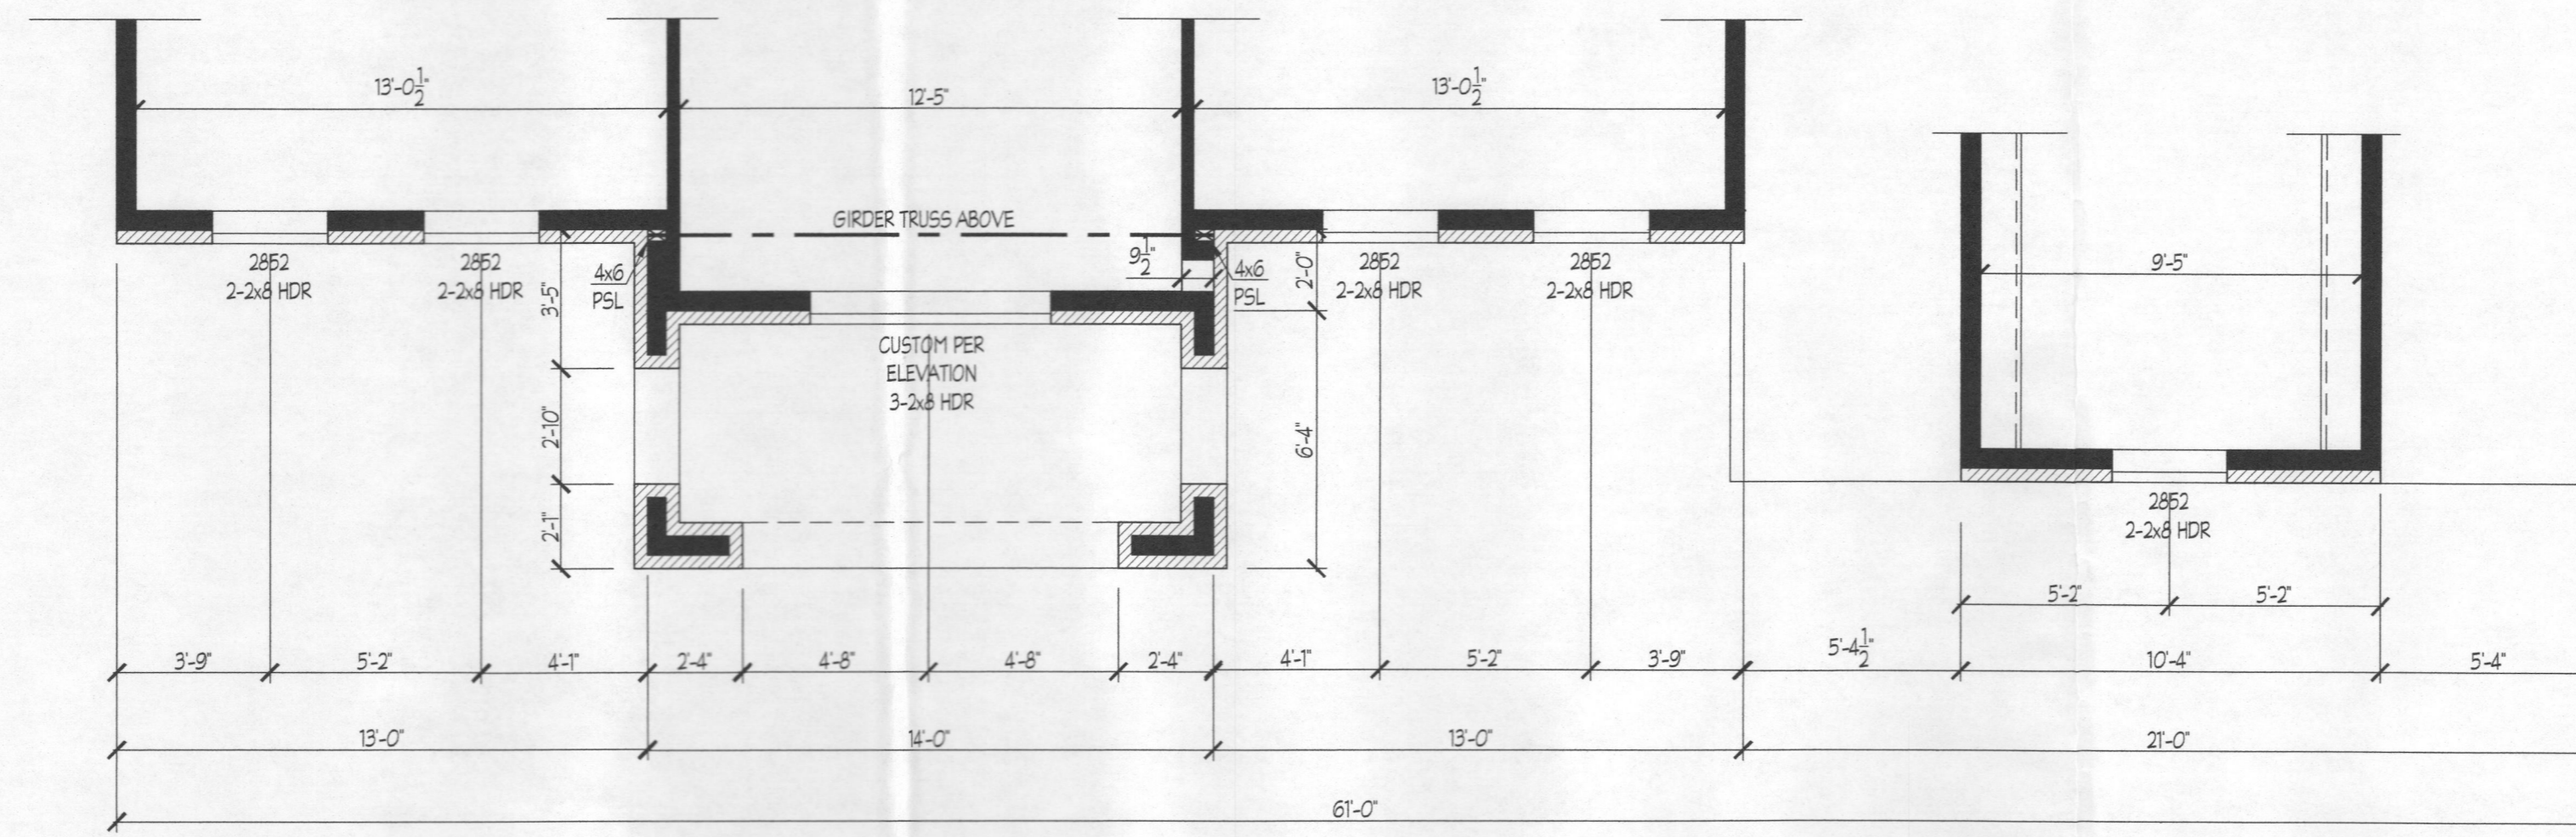 13'-0 1/2"
12'-5"
13'-0 1/2"
9'-5"
GIRDER TRUSS ABOVE
9 1/2"
4x6
PSL
4x6
PSL
2'-0"
2852
2-2x8 HDR
2852
2-2x8 HDR
2852
2-2x8 HDR
2852
2-2x8 HDR
3'-5"
CUSTOM PER
ELEVATION
3-2x8 HDR
2'-10"
6'-4"
2'-1"
2852
2-2x8 HDR
5'-2"
5'-2"
3'-9"
5'-2"
4'-1"
2'-4"
4'-8"
4'-8"
2'-4"
4'-1"
5'-2"
3'-9"
5'-4 1/2"
10'-4"
5'-4"
13'-0"
14'-0"
13'-0"
21'-0"
61'-0"